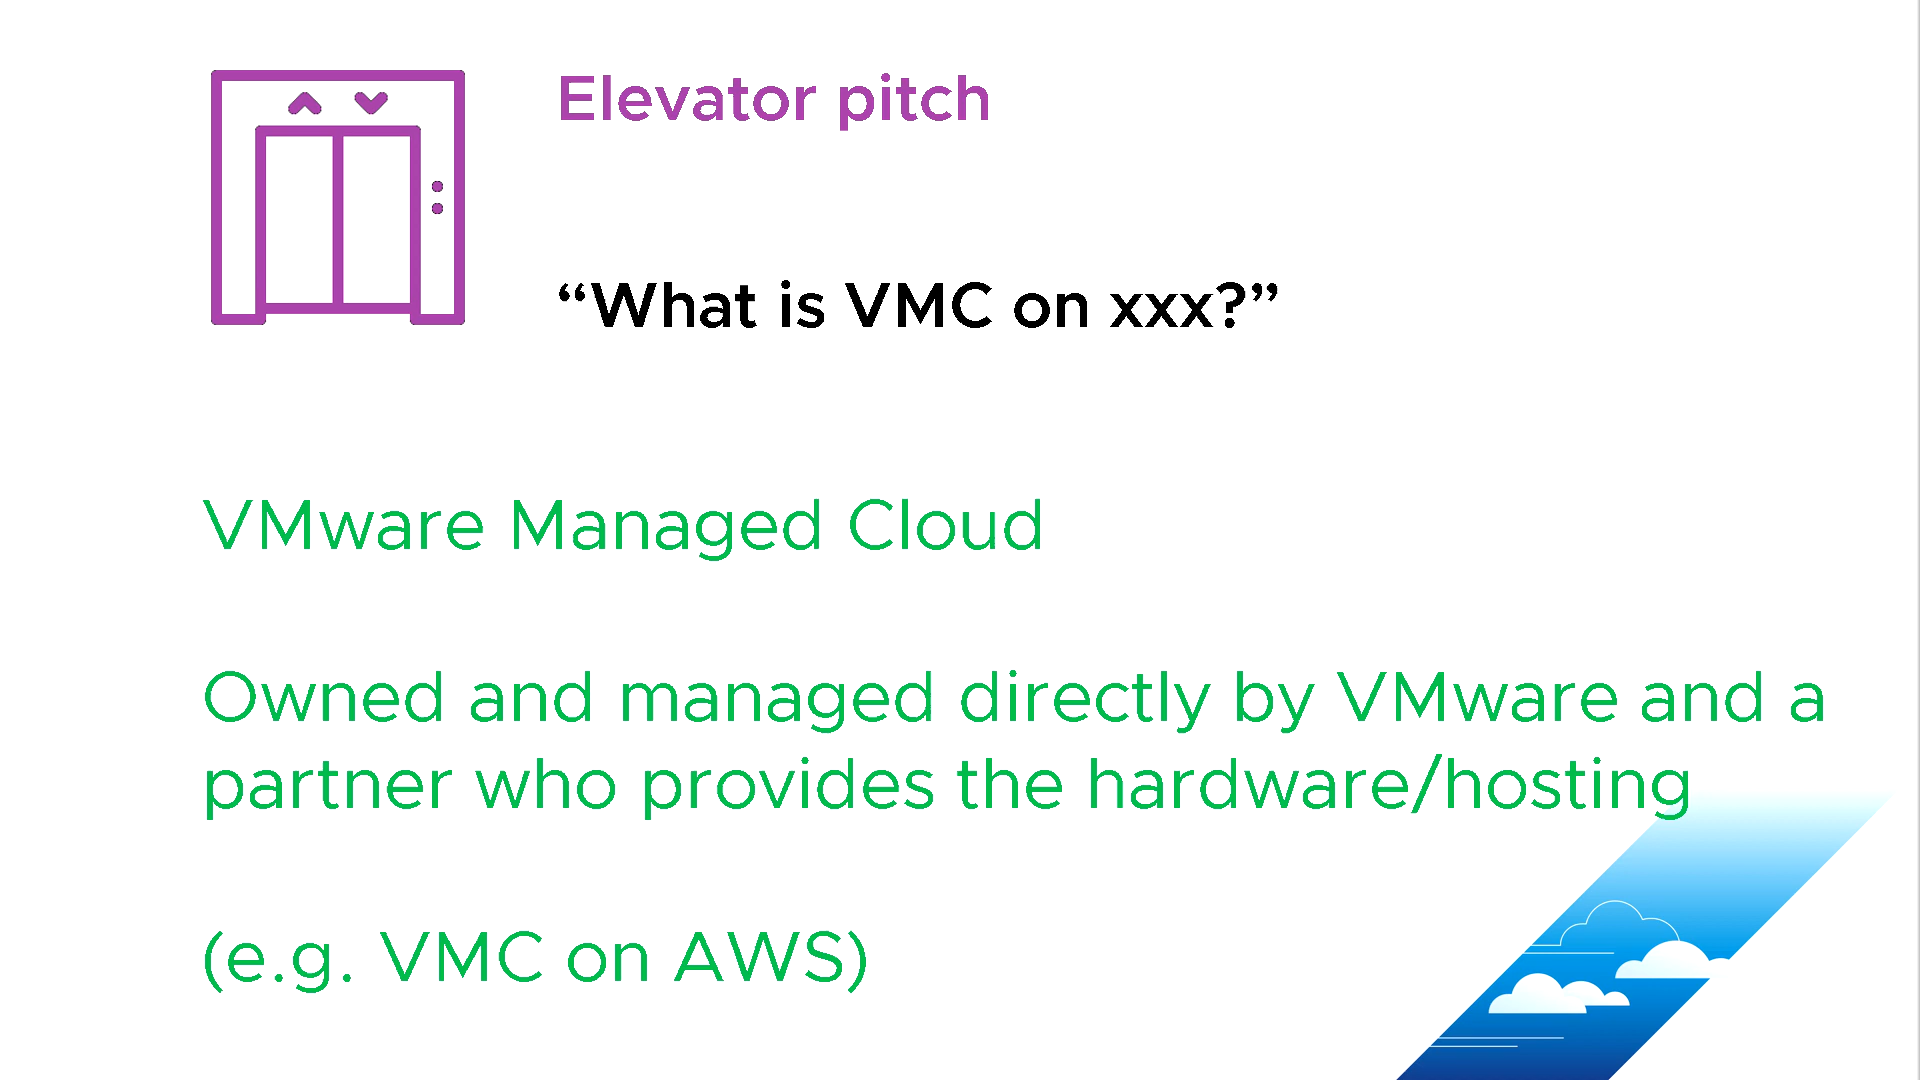 Elevator pitch
“What is VMC on xxx?”
VMware Managed Cloud
Owned and managed directly by VMware and a
partner who provides the hardware/hosting
(e.g. VMC on AWS)